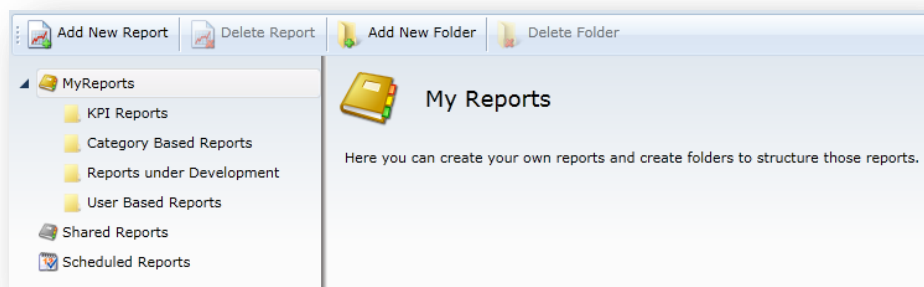 Add New Report Delete Report Add New Folder Delete Folder
MyReports
KPI Reports
Category Based Reports
Reports under Development
User Based Reports
Shared Reports
Scheduled Reports
My Reports
Here you can create your own reports and create folders to structure those reports.